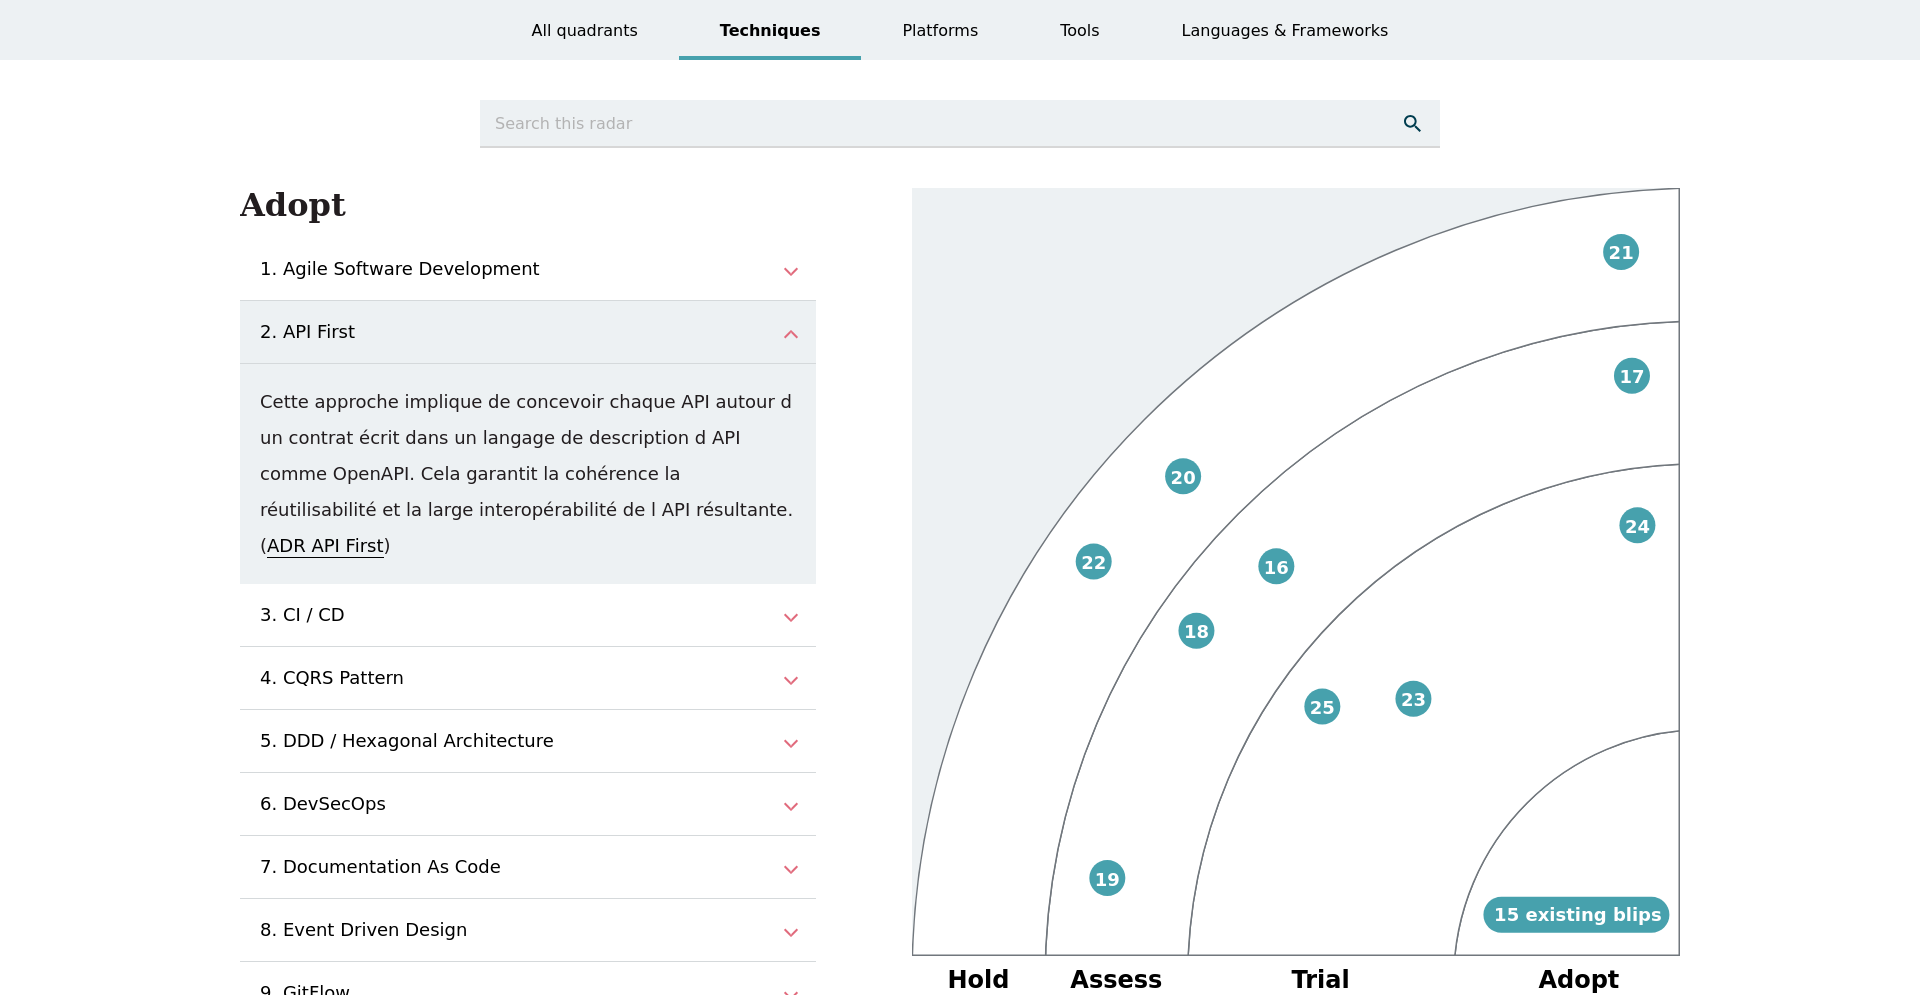 All quadrants
Techniques
Platforms
Tools
Languages & Frameworks
Search this radar
Adopt
1. Agile Software Development
2. API First
Cette approche implique de concevoir chaque API autour d
un contrat écrit dans un langage de description d API
comme OpenAPI. Cela garantit la cohérence la
réutilisabilité et la large interopérabilité de l API résultante.
(ADR API First)
3. CI / CD
4. CQRS Pattern
5. DDD / Hexagonal Architecture
6. DevSecOps
7. Documentation As Code
8. Event Driven Design
9. GitFlow
21
17
20
24
22
16
18
25
23
19
15 existing blips
Hold
Assess
Trial
Adopt